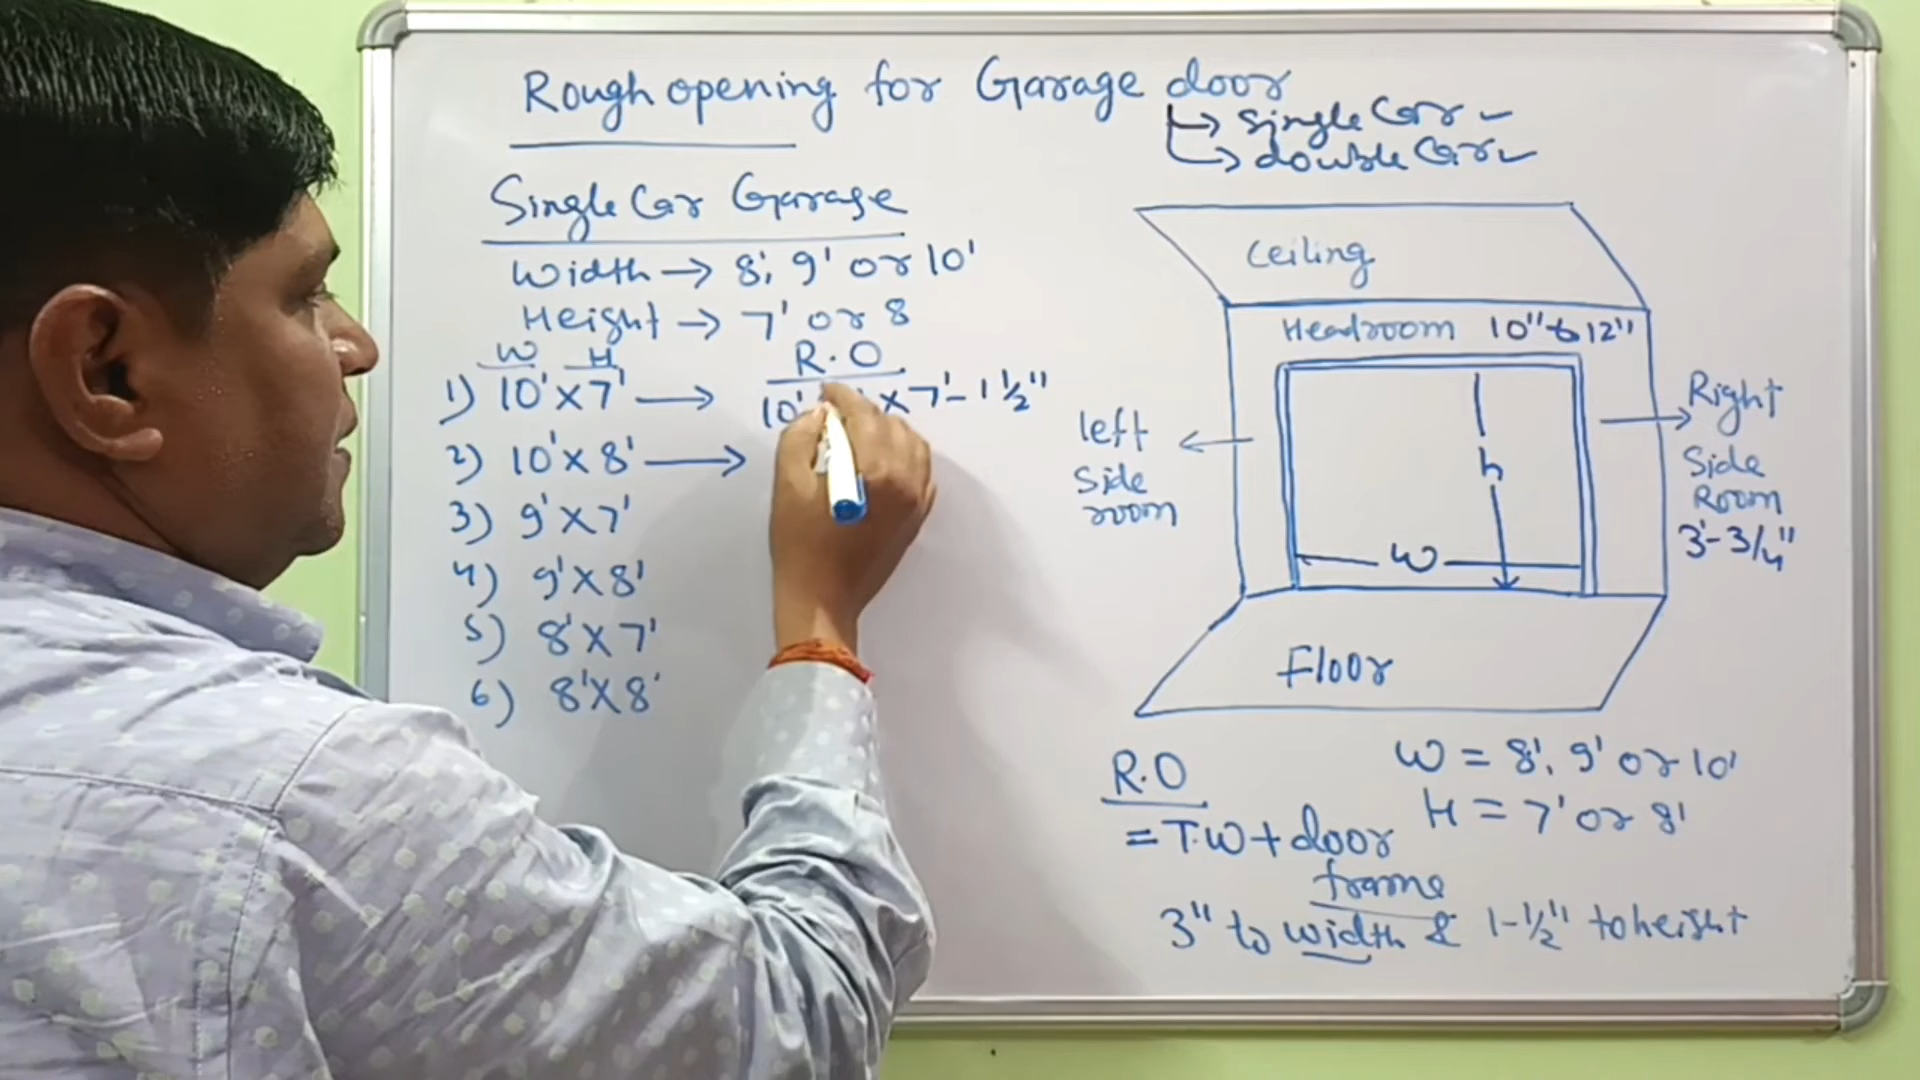 Rough opening for Garage door
→ Single Car
→ double Car
Single Car Garage
Width → 8', 9' or 10'
Height → 7' or 8
W H R.O
1) 10' x 7' → 10' x 7'-1 1/2"
2) 10' x 8' →
3) 9' x 7'
4) 9' x 8'
5) 8' x 7'
6) 8' x 8'
Ceiling
Headroom 10" to 12"
left
Side
room
h
W
Right
Side
Room
3'-3/4"
Floor
R.O
= T.W + door
frame
W = 8', 9' or 10'
H = 7' or 8'
3" to width & 1-1/2" to height